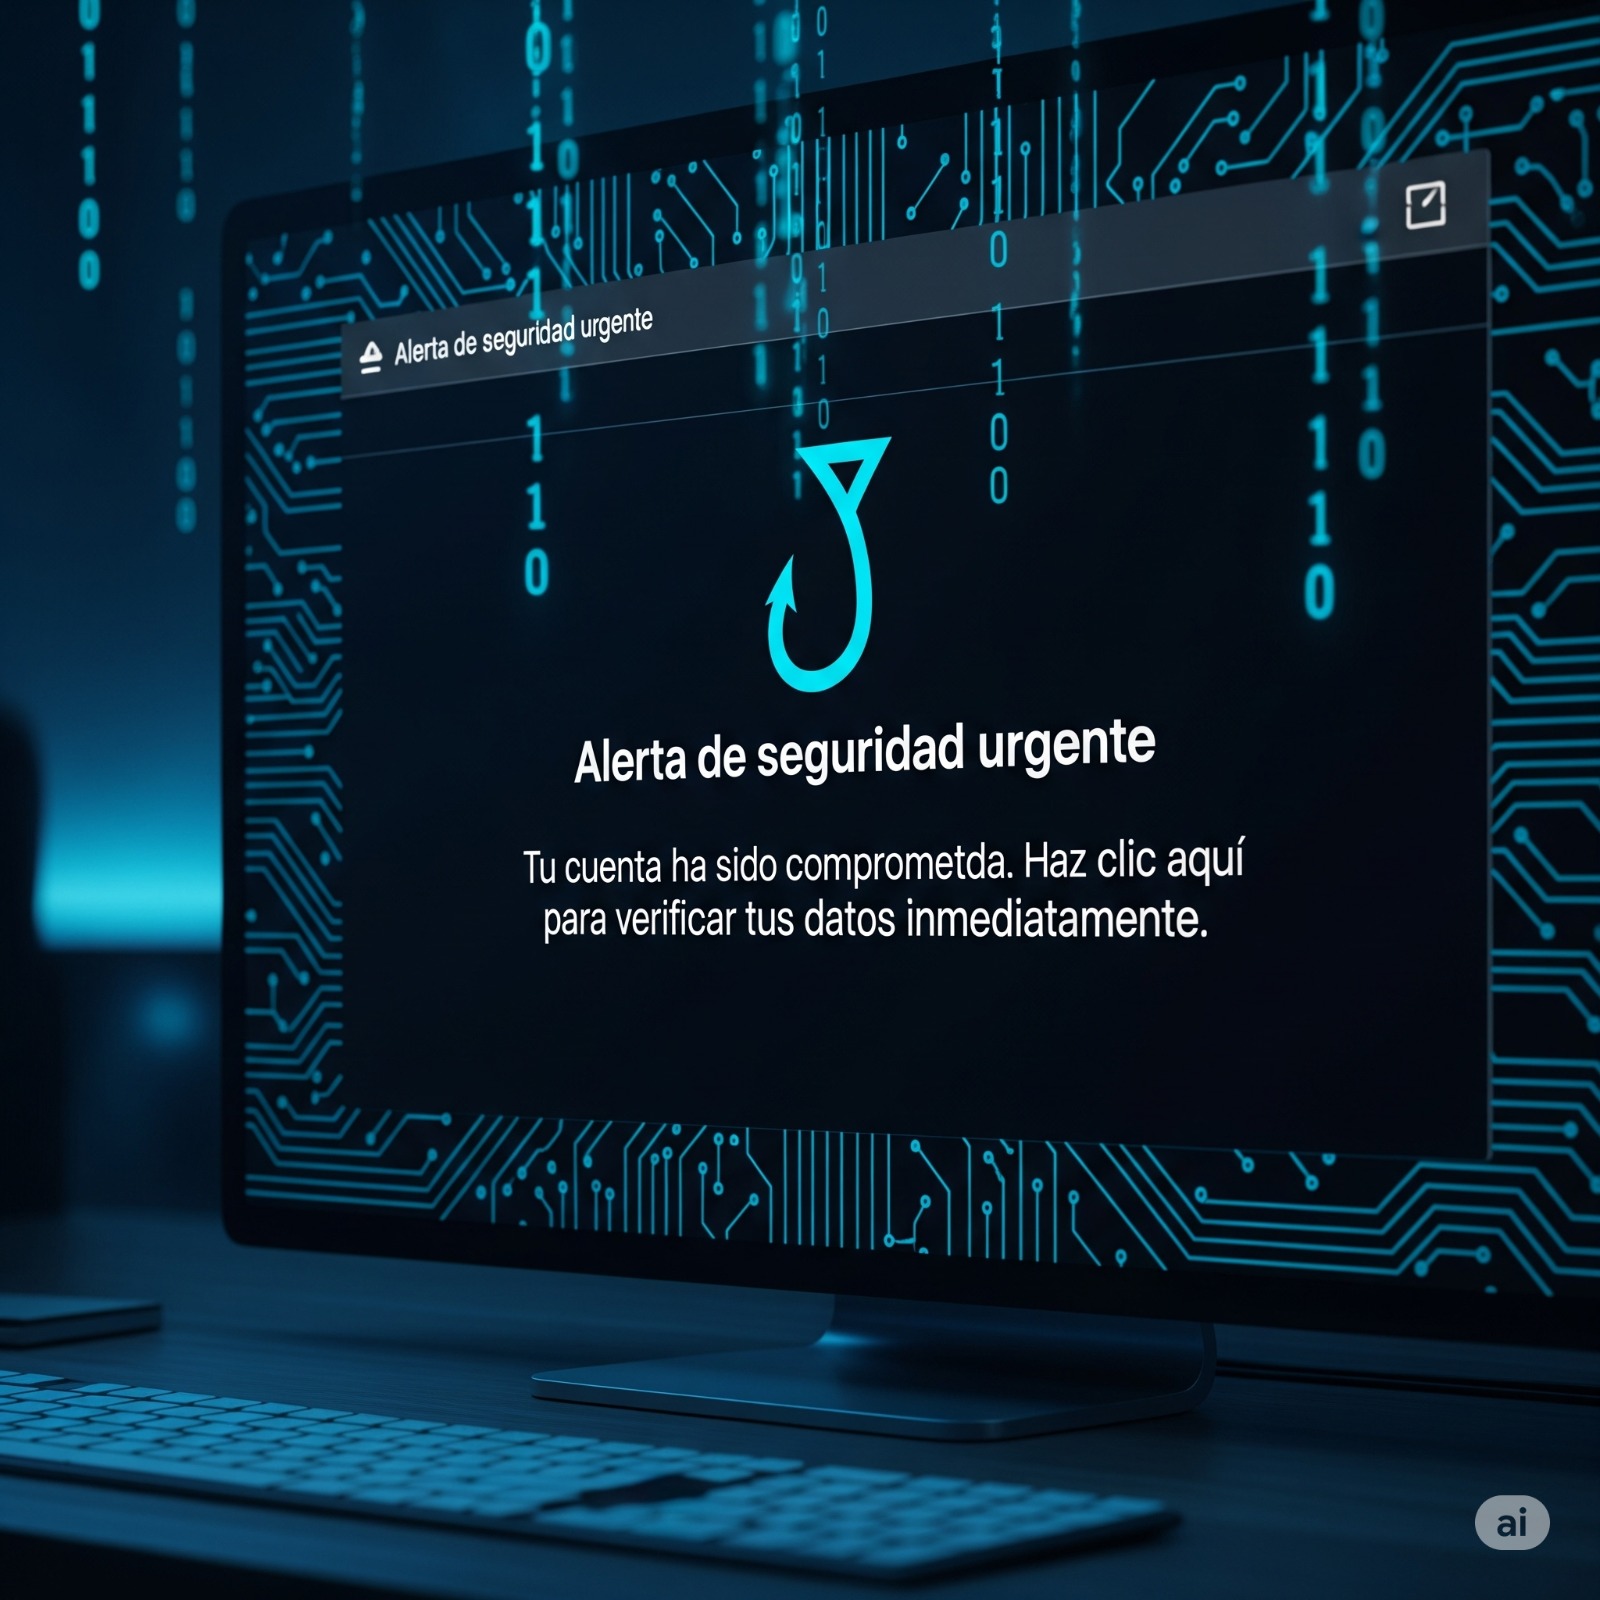 Alerta de seguridad urgente
Alerta de seguridad urgente
Tu cuenta ha sido comprometda. Haz clic aquí
para verificar tus datos inmediatamente.
ai